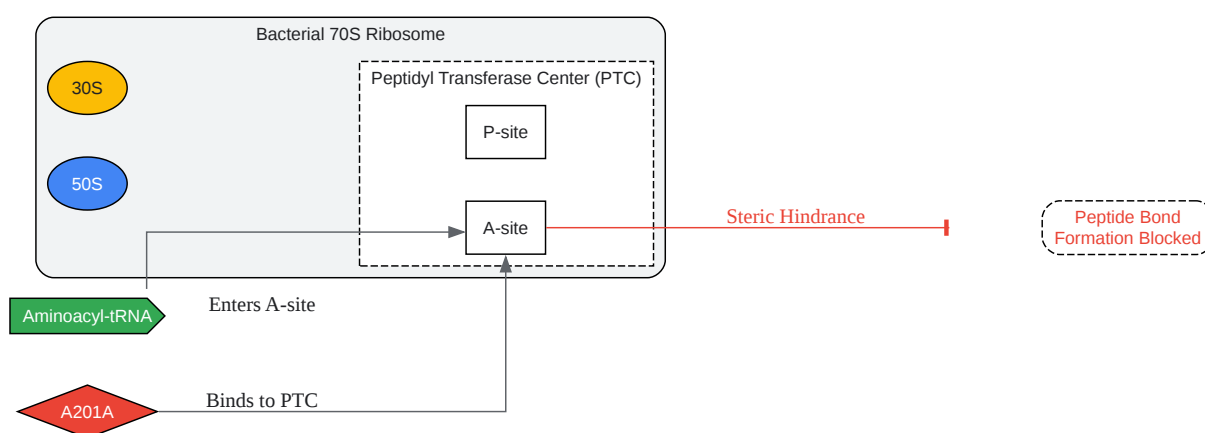 Bacterial 70S Ribosome
30S
Peptidyl Transferase Center (PTC)
P-site
50S
A-site
Steric Hindrance
Peptide Bond
Formation Blocked
Aminoacyl-tRNA
Enters A-site
A201A
Binds to PTC